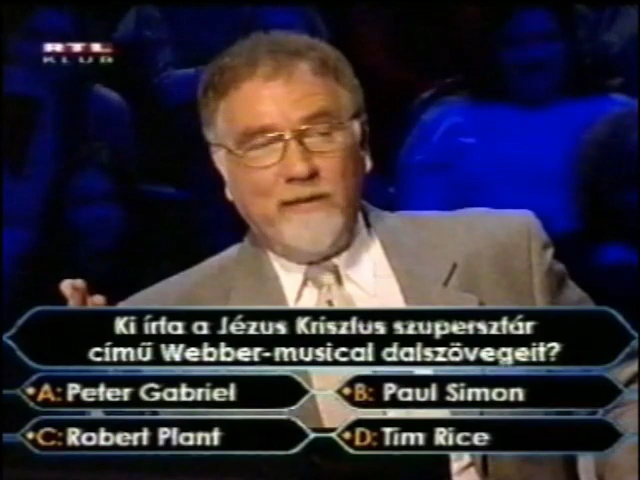 RTL
KLUB
Ki írta a Jézus Krisztus szupersztár
című Webber-musical dalszövegeit?
A: Peter Gabriel
B: Paul Simon
C: Robert Plant
D: Tim Rice